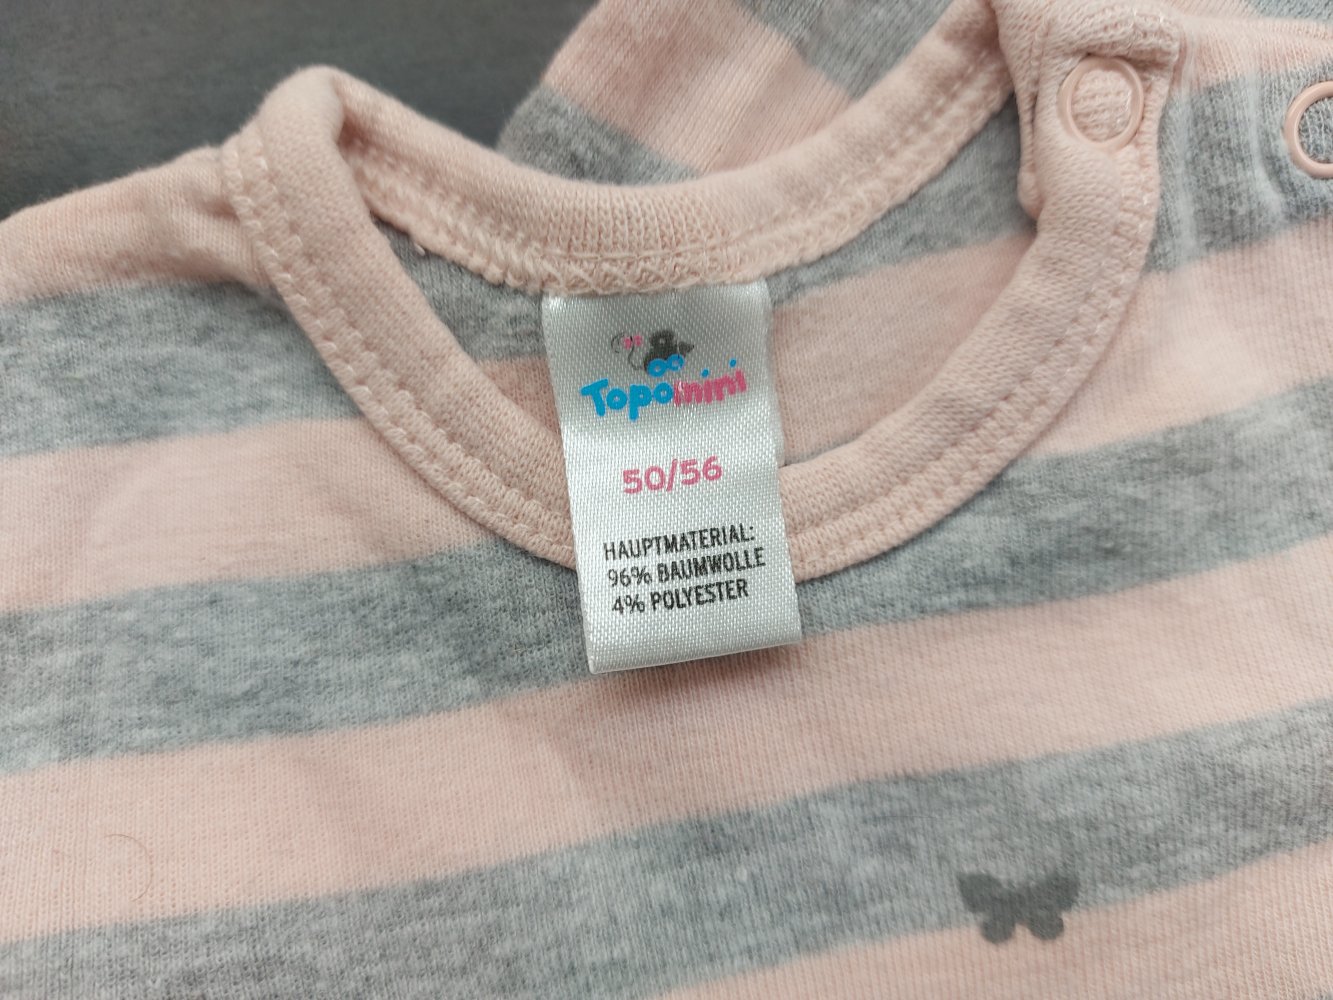 Topomini
50/56
HAUPTMATERIAL:
96% BAUMWOLLE
4% POLYESTER